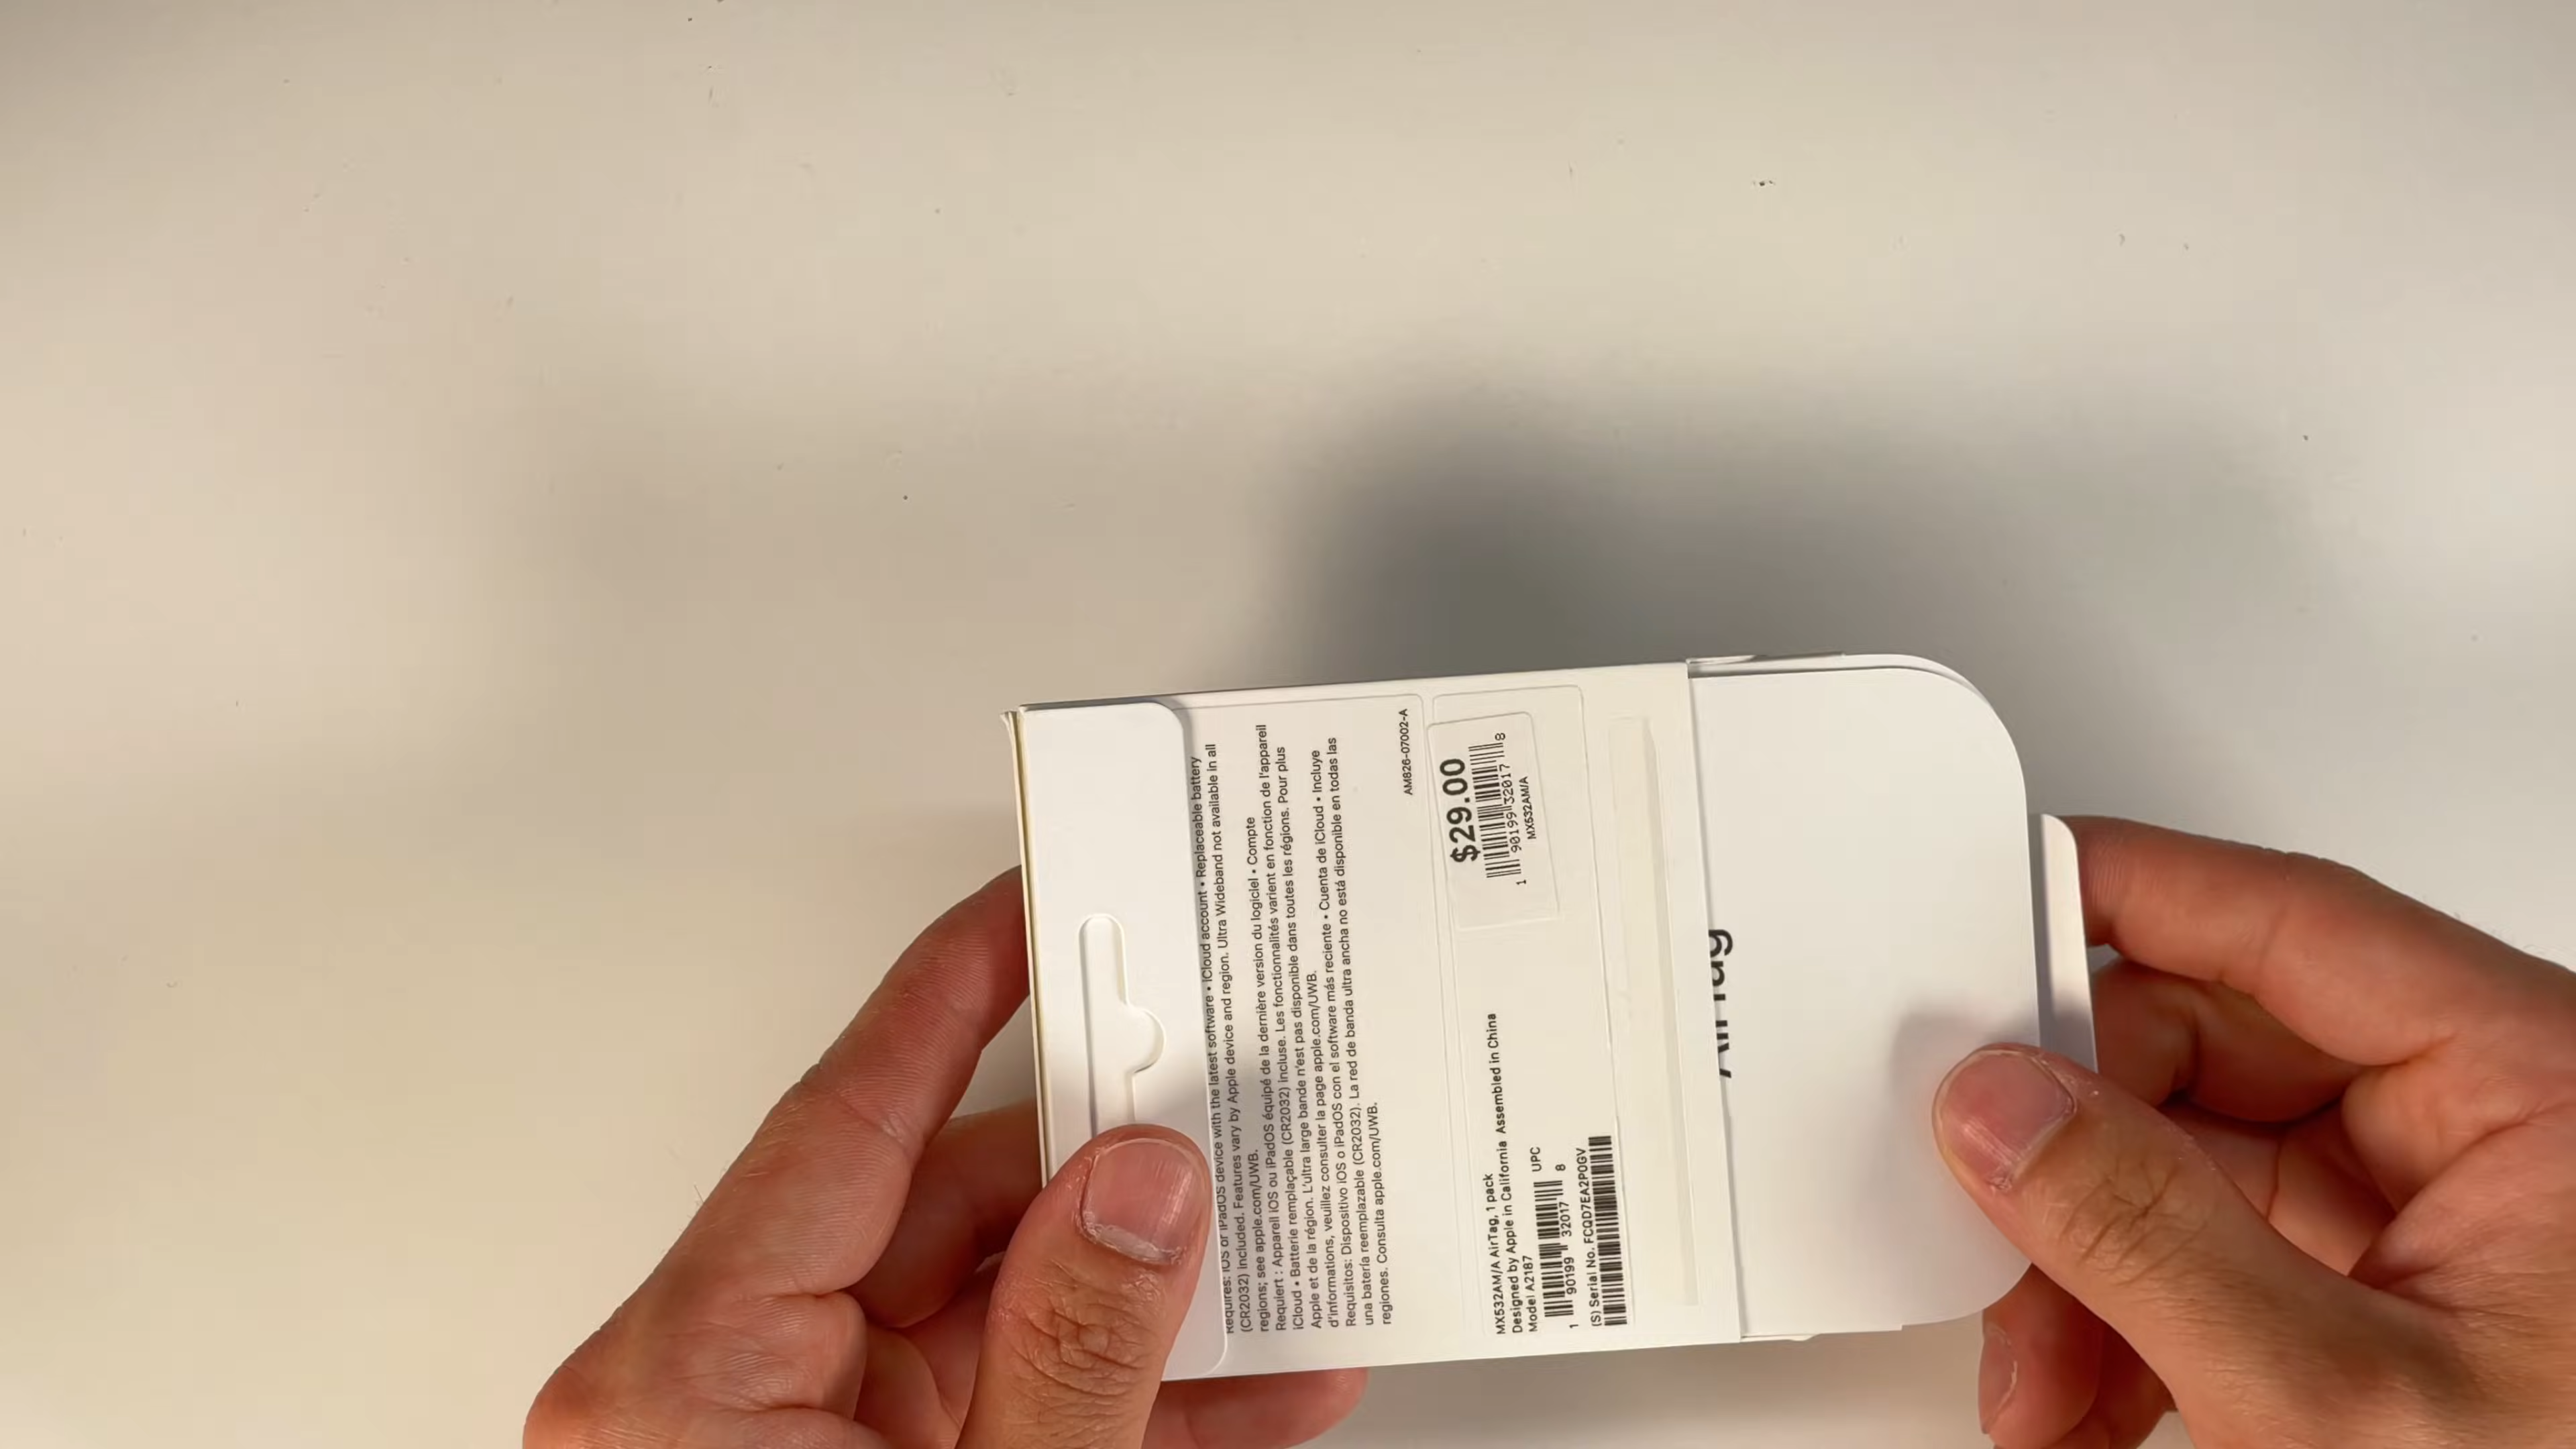 Requires: iOS or iPadOS device with the latest software • iCloud account • Replaceable battery
(CR2032) included. Features vary by Apple device and region. Ultra Wideband not available in all
regions; see apple.com/UWB.
Requiert : Appareil iOS ou iPadOS équipé de la dernière version du logiciel • Compte
iCloud • Batterie remplaçable (CR2032) incluse. Les fonctionnalités varient en fonction de l'appareil
Apple et de la région. L'ultra large bande n'est pas disponible dans toutes les régions. Pour plus
d'informations, veuillez consulter la page apple.com/UWB.
Requisitos: Dispositivo iOS o iPadOS con el software más reciente • Cuenta de iCloud • Incluye
una batería reemplazable (CR2032). La red de banda ultra ancha no está disponible en todas las
regiones. Consulta apple.com/UWB.
AM826-07002-A
$29.00
1 90199 32017 8
MX532AM/A
MX532AM/A AirTag, 1 pack
Designed by Apple in California Assembled in China
Model A2187
UPC
1 90199 32017 8
(S) Serial No. FCQD7EA2P0GV
AirTag